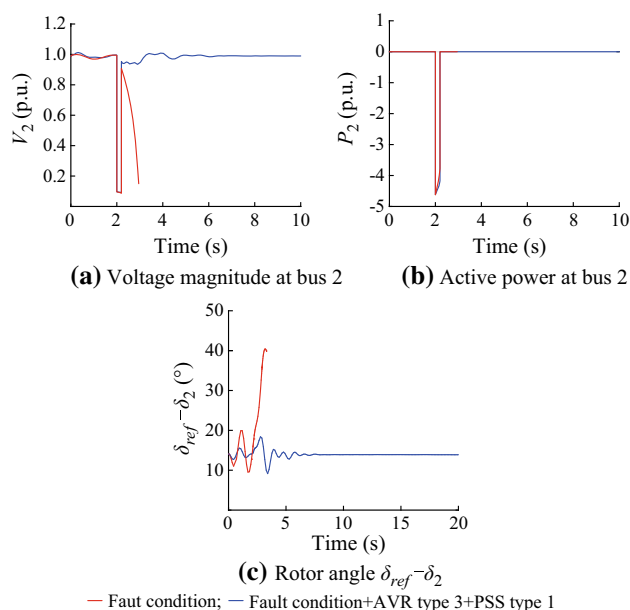 1.2
1.0
0.8
0.6
0.4
0.2
V2 (p.u.)
0 2 4 6 8 10
Time (s)
(a) Voltage magnitude at bus 2
0
-1
-2
-3
-4
-5
P2 (p.u.)
0 2 4 6 8 10
Time (s)
(b) Active power at bus 2
50
40
30
20
10
δref−δ2 (°)
0 5 10 15 20
Time (s)
(c) Rotor angle δref−δ2
Faut condition; Fault condition+AVR type 3+PSS type 1